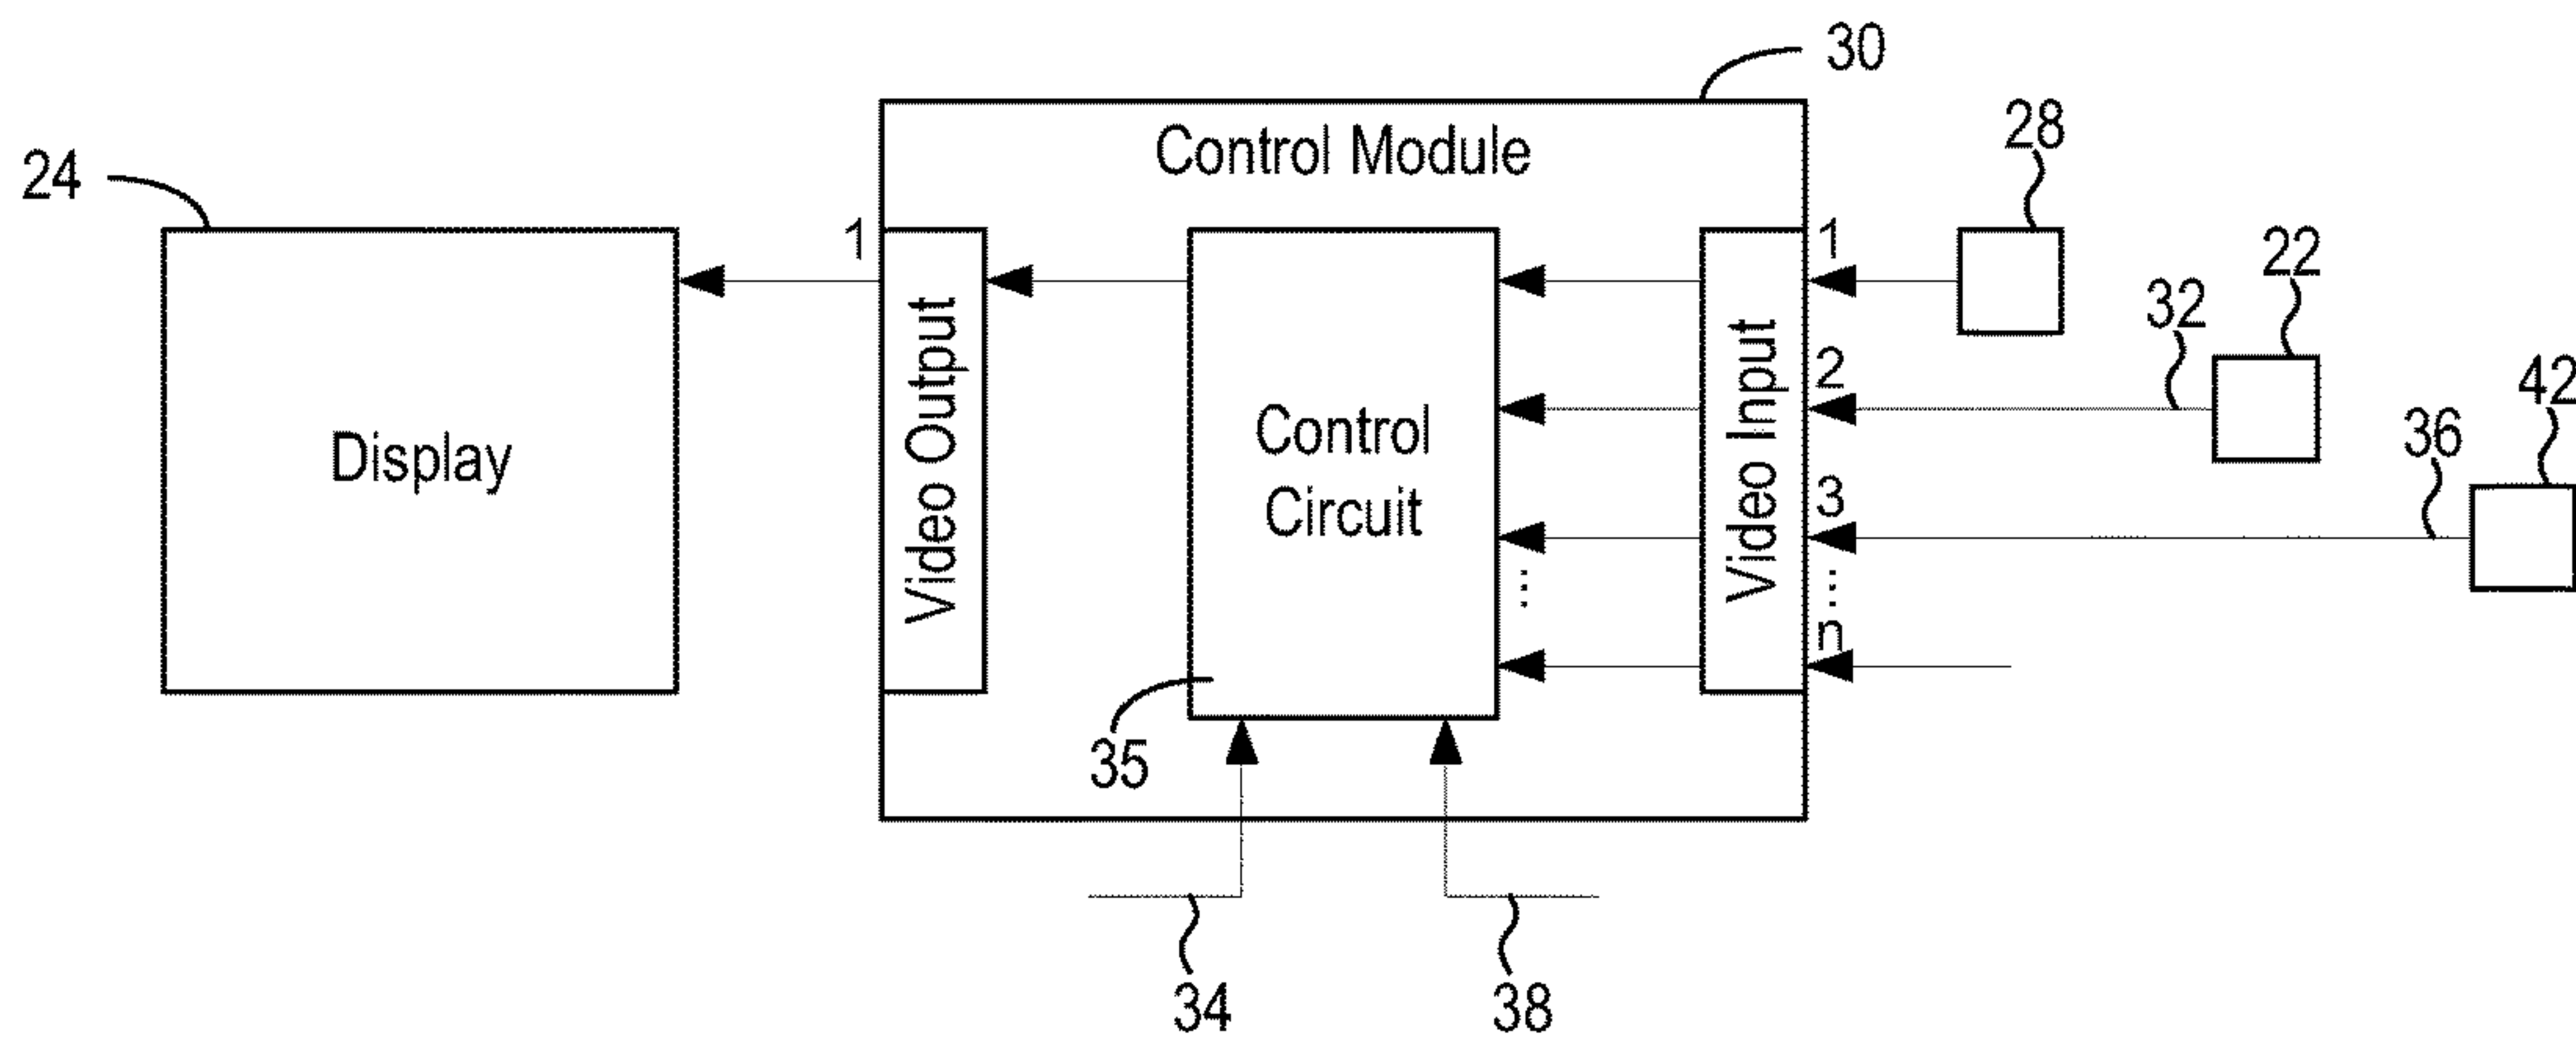 30
Control Module
28
24
1
1
22
32
2
42
36
Video Output
Control
Circuit
Video Input
Display
3
...
...
n
35
34
38